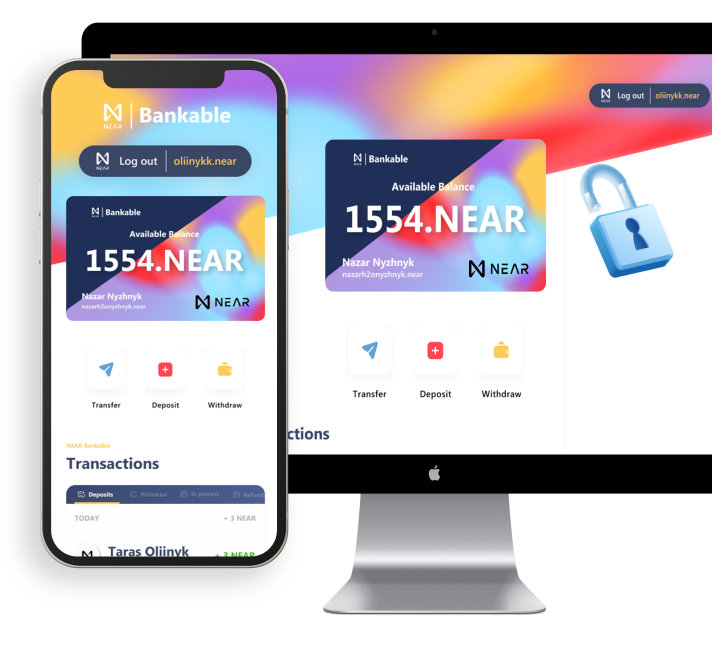 NEAR
Bankable
NEAR
Log out
oliinykk.near
Bankable
Available Balance
1554.NEAR
Nazar Nyzhnyk
nazarh2onyzhnyk.near
NEAR
Transfer
Deposit
Withdraw
NEAR Bankable
Transactions
Deposits
Withdraw
In process
Refund
TODAY
+ 3 NEAR
Taras Oliinyk
+ 3 NEAR
NEAR
Log out
oliinykk.near
Bankable
Available Balance
1554.NEAR
Nazar Nyzhnyk
nazarh2onyzhnyk.near
NEAR
Transfer
Deposit
Withdraw
ctions